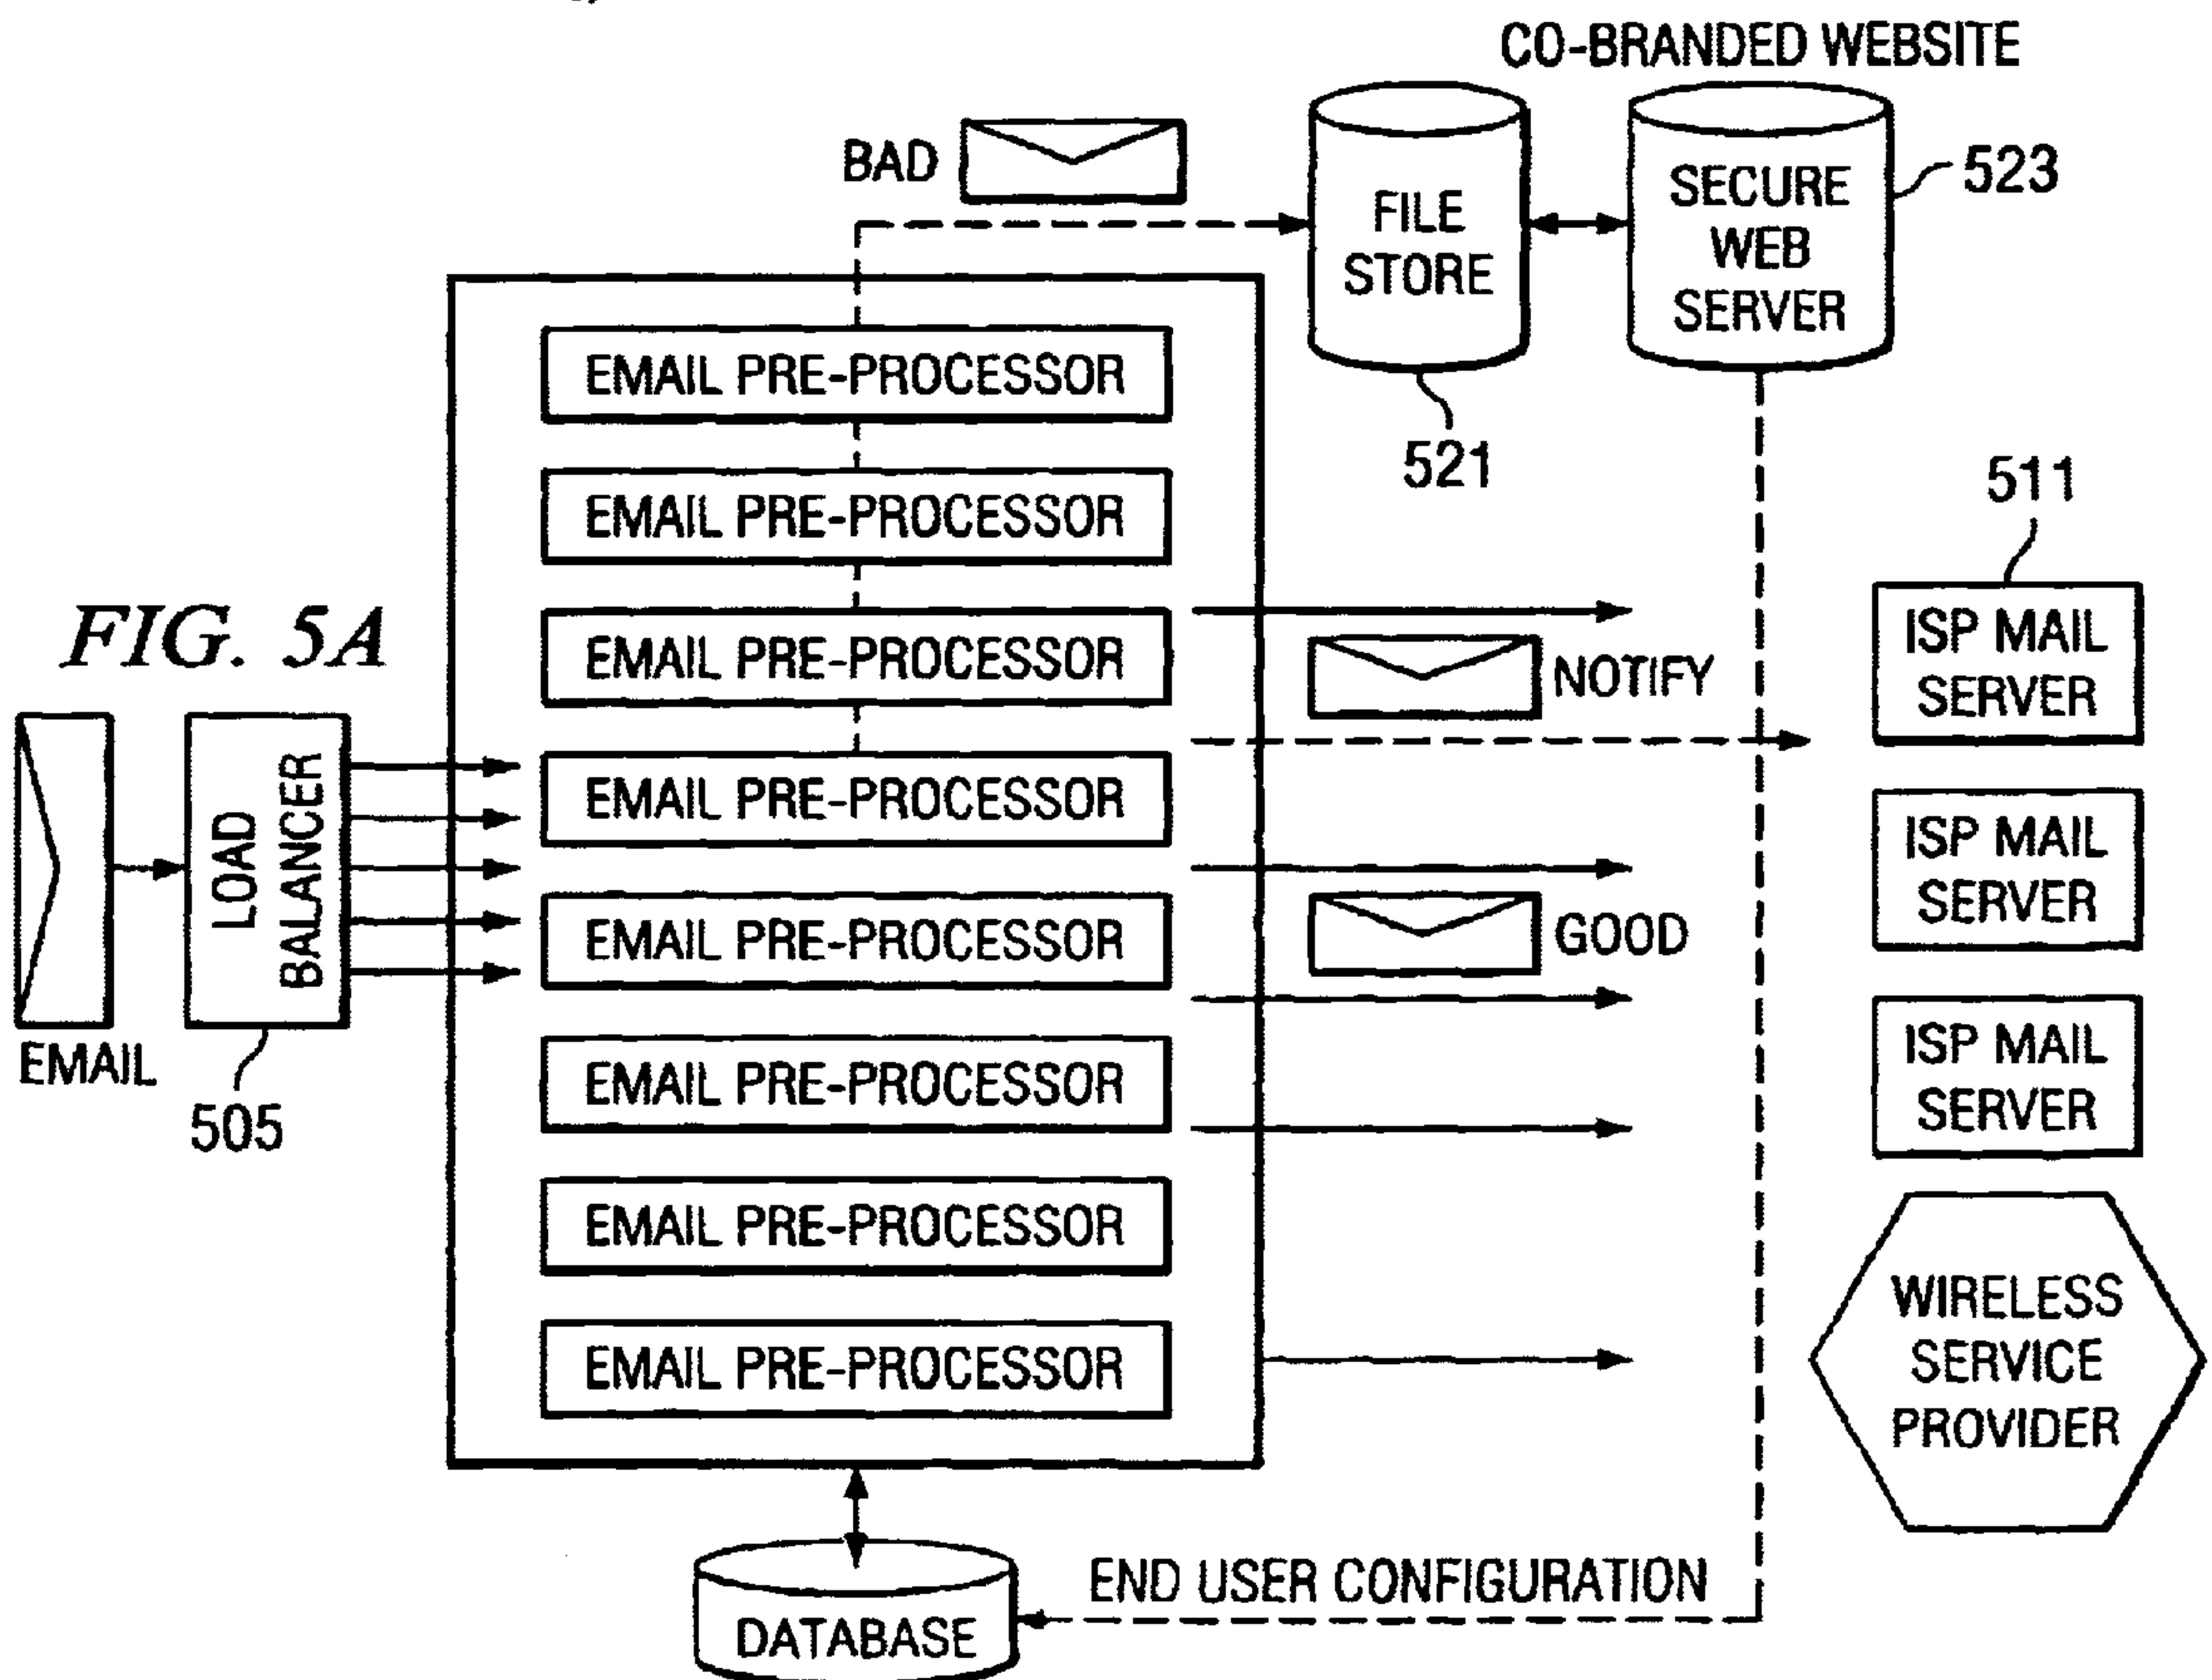 CO-BRANDED WEBSITE
BAD
FILE
STORE
SECURE
WEB
SERVER
523
521
511
FIG. 5A
EMAIL
LOAD
BALANCER
505
EMAIL PRE-PROCESSOR
EMAIL PRE-PROCESSOR
EMAIL PRE-PROCESSOR
EMAIL PRE-PROCESSOR
EMAIL PRE-PROCESSOR
EMAIL PRE-PROCESSOR
EMAIL PRE-PROCESSOR
EMAIL PRE-PROCESSOR
NOTIFY
GOOD
ISP MAIL
SERVER
ISP MAIL
SERVER
ISP MAIL
SERVER
WIRELESS
SERVICE
PROVIDER
END USER CONFIGURATION
DATABASE